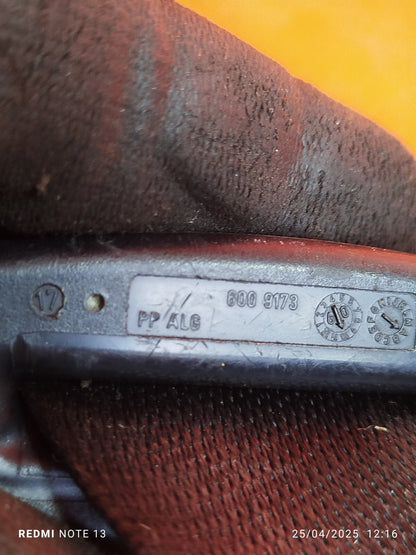 17
600 9173
PP ALG
REDMI NOTE 13
25/04/2025 12:16